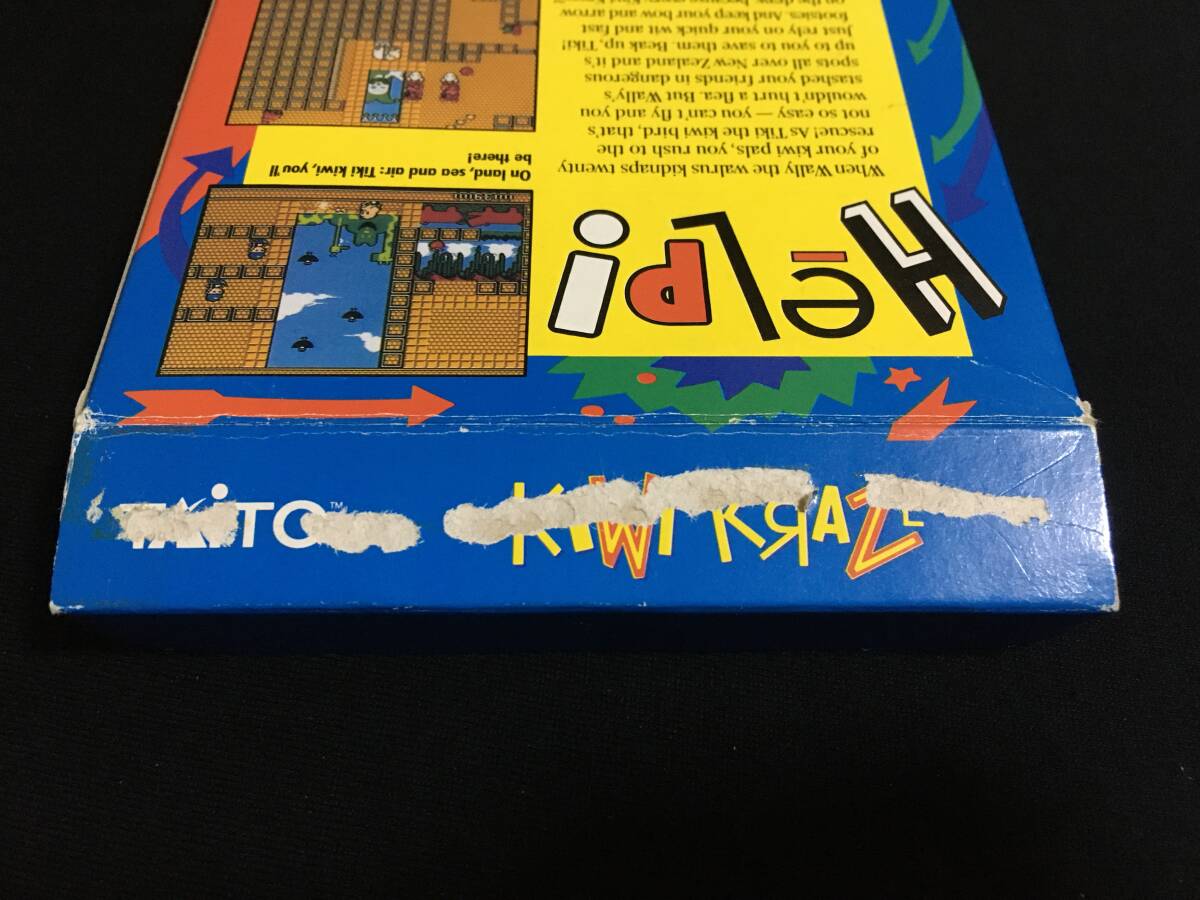 TAITO™
KIWI KRAZE
HELP!
When Wally the walrus kidnaps twenty
of your kiwi pals, you rush to the
rescue! As Tiki the kiwi bird, that's
not so easy — you can't fly and you
wouldn't hurt a flea. But Wally's
stashed your friends in dangerous
spots all over New Zealand and it's
up to you to save them. Beak up, Tiki!
Just rely on your quick wit and fast
footsies. And keep your bow and arrow
On land, sea and air: Tiki kiwi, you'll
be there!